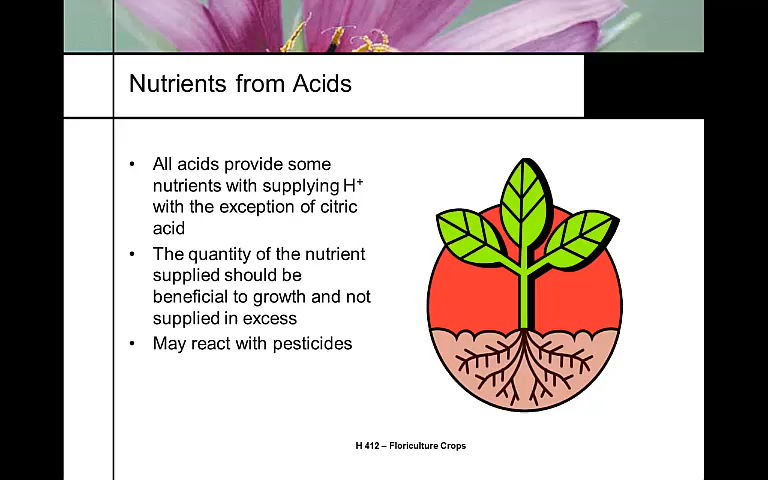 Nutrients from Acids
• All acids provide some
nutrients with supplying H⁺
with the exception of citric
acid
• The quantity of the nutrient
supplied should be
beneficial to growth and not
supplied in excess
• May react with pesticides
H 412 – Floriculture Crops